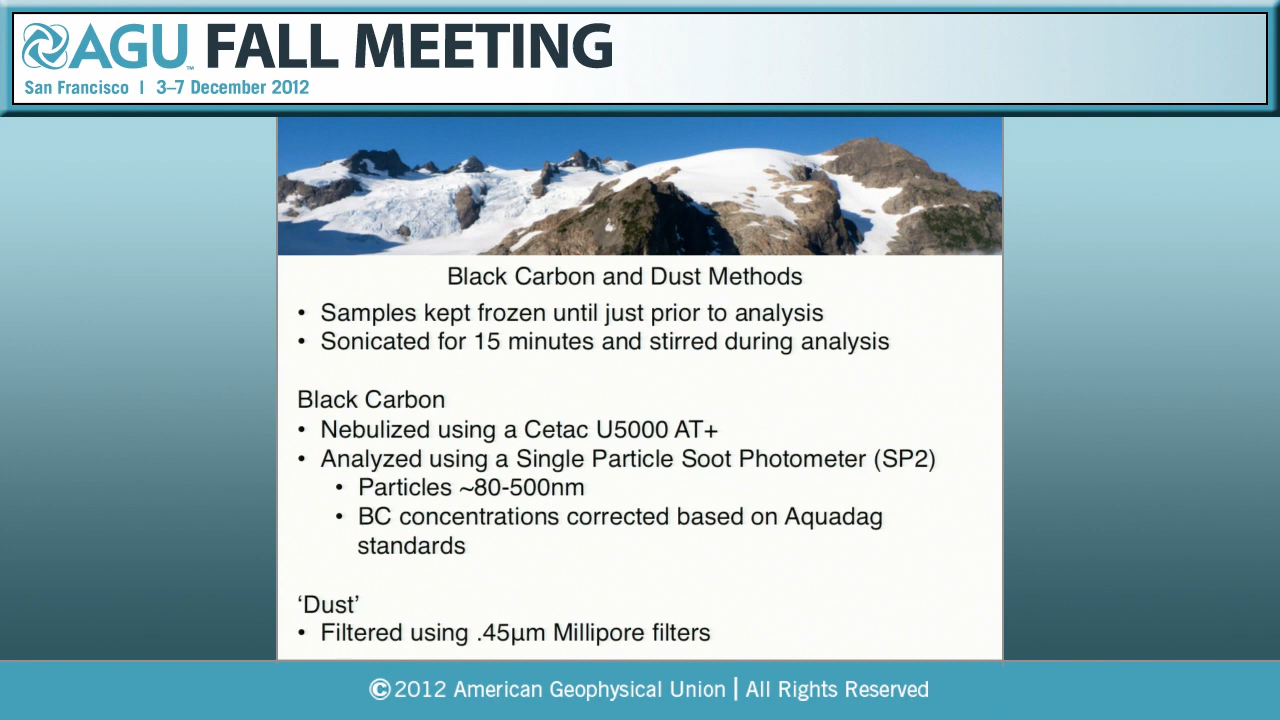 AGU™ FALL MEETING
San Francisco | 3–7 December 2012
Black Carbon and Dust Methods
• Samples kept frozen until just prior to analysis
• Sonicated for 15 minutes and stirred during analysis
Black Carbon
• Nebulized using a Cetac U5000 AT+
• Analyzed using a Single Particle Soot Photometer (SP2)
• Particles ~80-500nm
• BC concentrations corrected based on Aquadag
standards
‘Dust’
• Filtered using .45µm Millipore filters
©2012 American Geophysical Union | All Rights Reserved